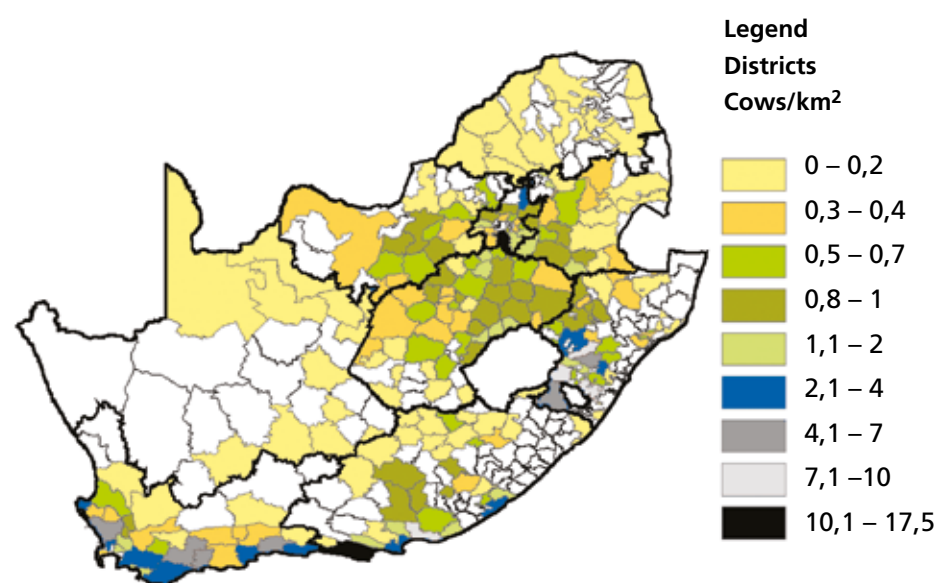 Legend
Districts
Cows/km²
0 – 0,2
0,3 – 0,4
0,5 – 0,7
0,8 – 1
1,1 – 2
2,1 – 4
4,1 – 7
7,1 –10
10,1 – 17,5